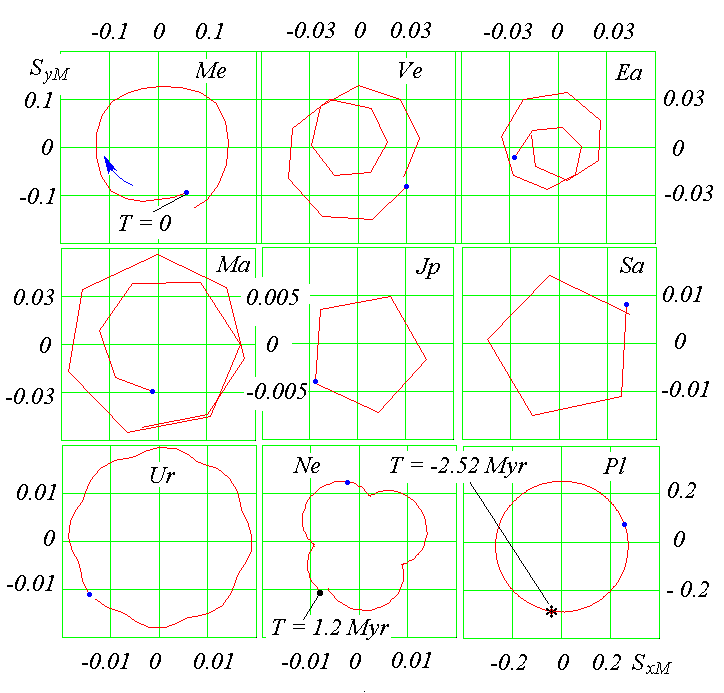 -0.1 0 0.1 -0.03 0 0.03 -0.03 0 0.03
SyM Me Ve Ea
0.1 0.03
0 0
-0.1 -0.03
T = 0
Ma Jp Sa
0.03 0.005 0.01
0 0 0
-0.03 -0.005 -0.01
Ur Ne T = -2.52 Myr Pl
0.01 0.2
0 0
-0.01 - 0.2
T = 1.2 Myr
-0.01 0 0.01 -0.01 0 0.01 -0.2 0 0.2 SxM